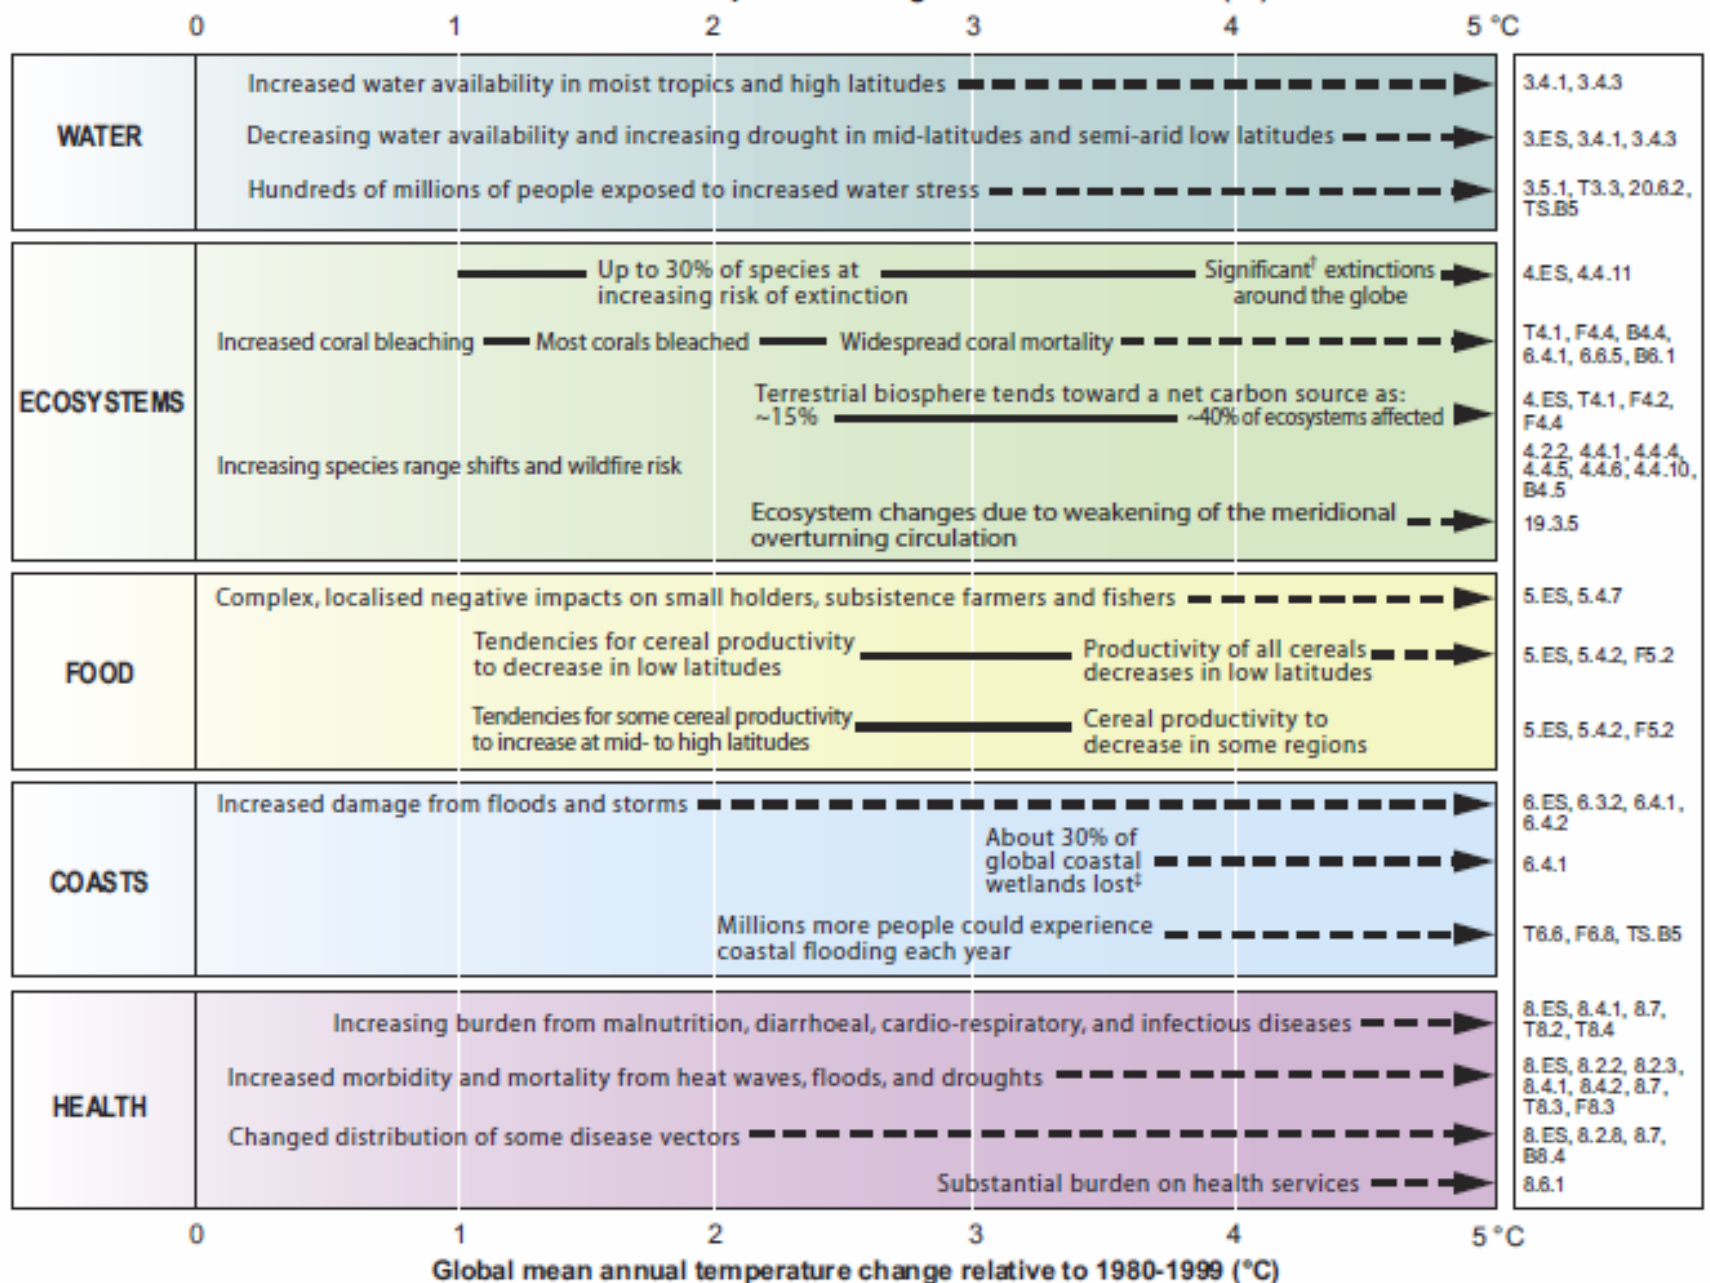 0 1 2 3 4 5 °C
WATER
Increased water availability in moist tropics and high latitudes
3.4.1, 3.4.3
Decreasing water availability and increasing drought in mid-latitudes and semi-arid low latitudes
3.ES, 3.4.1, 3.4.3
Hundreds of millions of people exposed to increased water stress
3.5.1, T3.3, 20.6.2,
TS.B5
ECOSYSTEMS
Up to 30% of species at
increasing risk of extinction
Significant† extinctions
around the globe
4.ES, 4.4.11
Increased coral bleaching
Most corals bleached
Widespread coral mortality
T4.1, F4.4, B4.4,
6.4.1, 6.6.5, B6.1
Terrestrial biosphere tends toward a net carbon source as:
~15%
~40% of ecosystems affected
4.ES, T4.1, F4.2,
F4.4
Increasing species range shifts and wildfire risk
4.2.2, 4.4.1, 4.4.4,
4.4.5, 4.4.6, 4.4.10,
B4.5
Ecosystem changes due to weakening of the meridional
overturning circulation
19.3.5
FOOD
Complex, localised negative impacts on small holders, subsistence farmers and fishers
5.ES, 5.4.7
Tendencies for cereal productivity
to decrease in low latitudes
Productivity of all cereals
decreases in low latitudes
5.ES, 5.4.2, F5.2
Tendencies for some cereal productivity
to increase at mid- to high latitudes
Cereal productivity to
decrease in some regions
5.ES, 5.4.2, F5.2
COASTS
Increased damage from floods and storms
6.ES, 6.3.2, 6.4.1,
6.4.2
About 30% of
global coastal
wetlands lost‡
6.4.1
Millions more people could experience
coastal flooding each year
T6.6, F6.8, TS.B5
HEALTH
Increasing burden from malnutrition, diarrhoeal, cardio-respiratory, and infectious diseases
8.ES, 8.4.1, 8.7,
T8.2, T8.4
Increased morbidity and mortality from heat waves, floods, and droughts
8.ES, 8.2.2, 8.2.3,
8.4.1, 8.4.2, 8.7,
T8.3, F8.3
Changed distribution of some disease vectors
8.ES, 8.2.8, 8.7,
B8.4
Substantial burden on health services
8.6.1
0 1 2 3 4 5 °C
Global mean annual temperature change relative to 1980-1999 (°C)